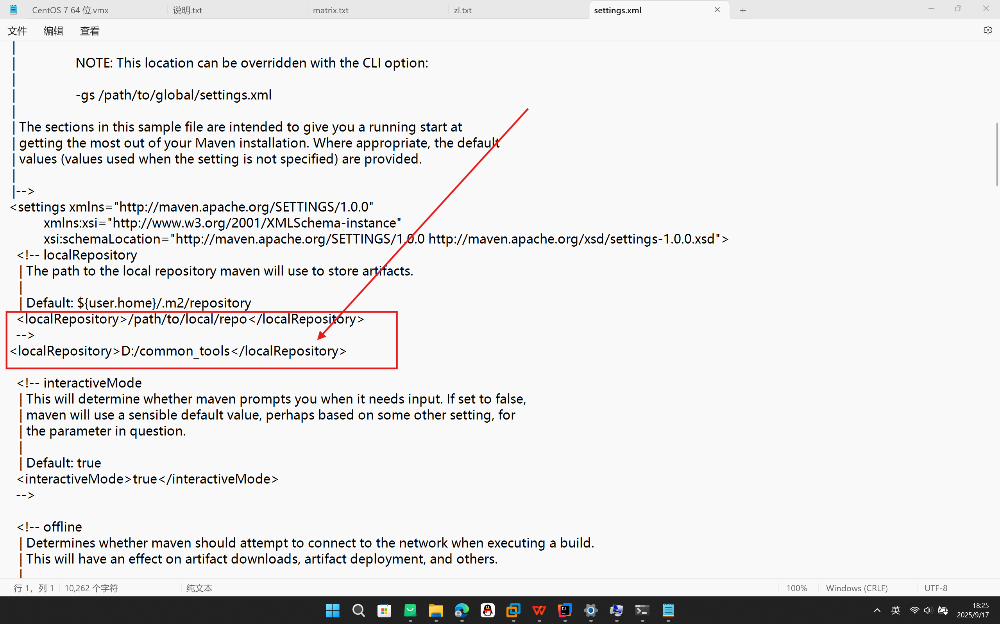 CentOS 7 64 位.vmx
说明.txt
matrix.txt
zl.txt
settings.xml
文件 编辑 查看
|
| NOTE: This location can be overridden with the CLI option:
|
| -gs /path/to/global/settings.xml
|
| The sections in this sample file are intended to give you a running start at
| getting the most out of your Maven installation. Where appropriate, the default
| values (values used when the setting is not specified) are provided.
|
|-->
<settings xmlns="http://maven.apache.org/SETTINGS/1.0.0"
xmlns:xsi="http://www.w3.org/2001/XMLSchema-instance"
xsi:schemaLocation="http://maven.apache.org/SETTINGS/1.0.0 http://maven.apache.org/xsd/settings-1.0.0.xsd">
<!-- localRepository
| The path to the local repository maven will use to store artifacts.
|
| Default: ${user.home}/.m2/repository
<localRepository>/path/to/local/repo</localRepository>
-->
<localRepository>D:/common_tools</localRepository>
<!-- interactiveMode
| This will determine whether maven prompts you when it needs input. If set to false,
| maven will use a sensible default value, perhaps based on some other setting, for
| the parameter in question.
|
| Default: true
<interactiveMode>true</interactiveMode>
-->
<!-- offline
| Determines whether maven should attempt to connect to the network when executing a build.
| This will have an effect on artifact downloads, artifact deployment, and others.
|
行 1，列 1 10,262 个字符 纯文本 100% Windows (CRLF) UTF-8
英
18:25
2025/9/17